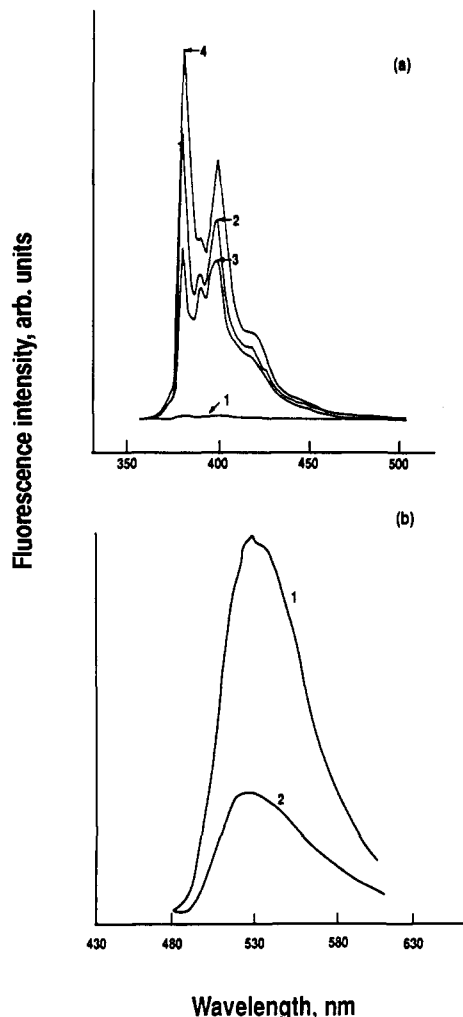 4
(a)
2
3
1
350 400 450 500
Fluorescence intensity, arb. units
(b)
1
2
430 480 530 580 630
Wavelength, nm